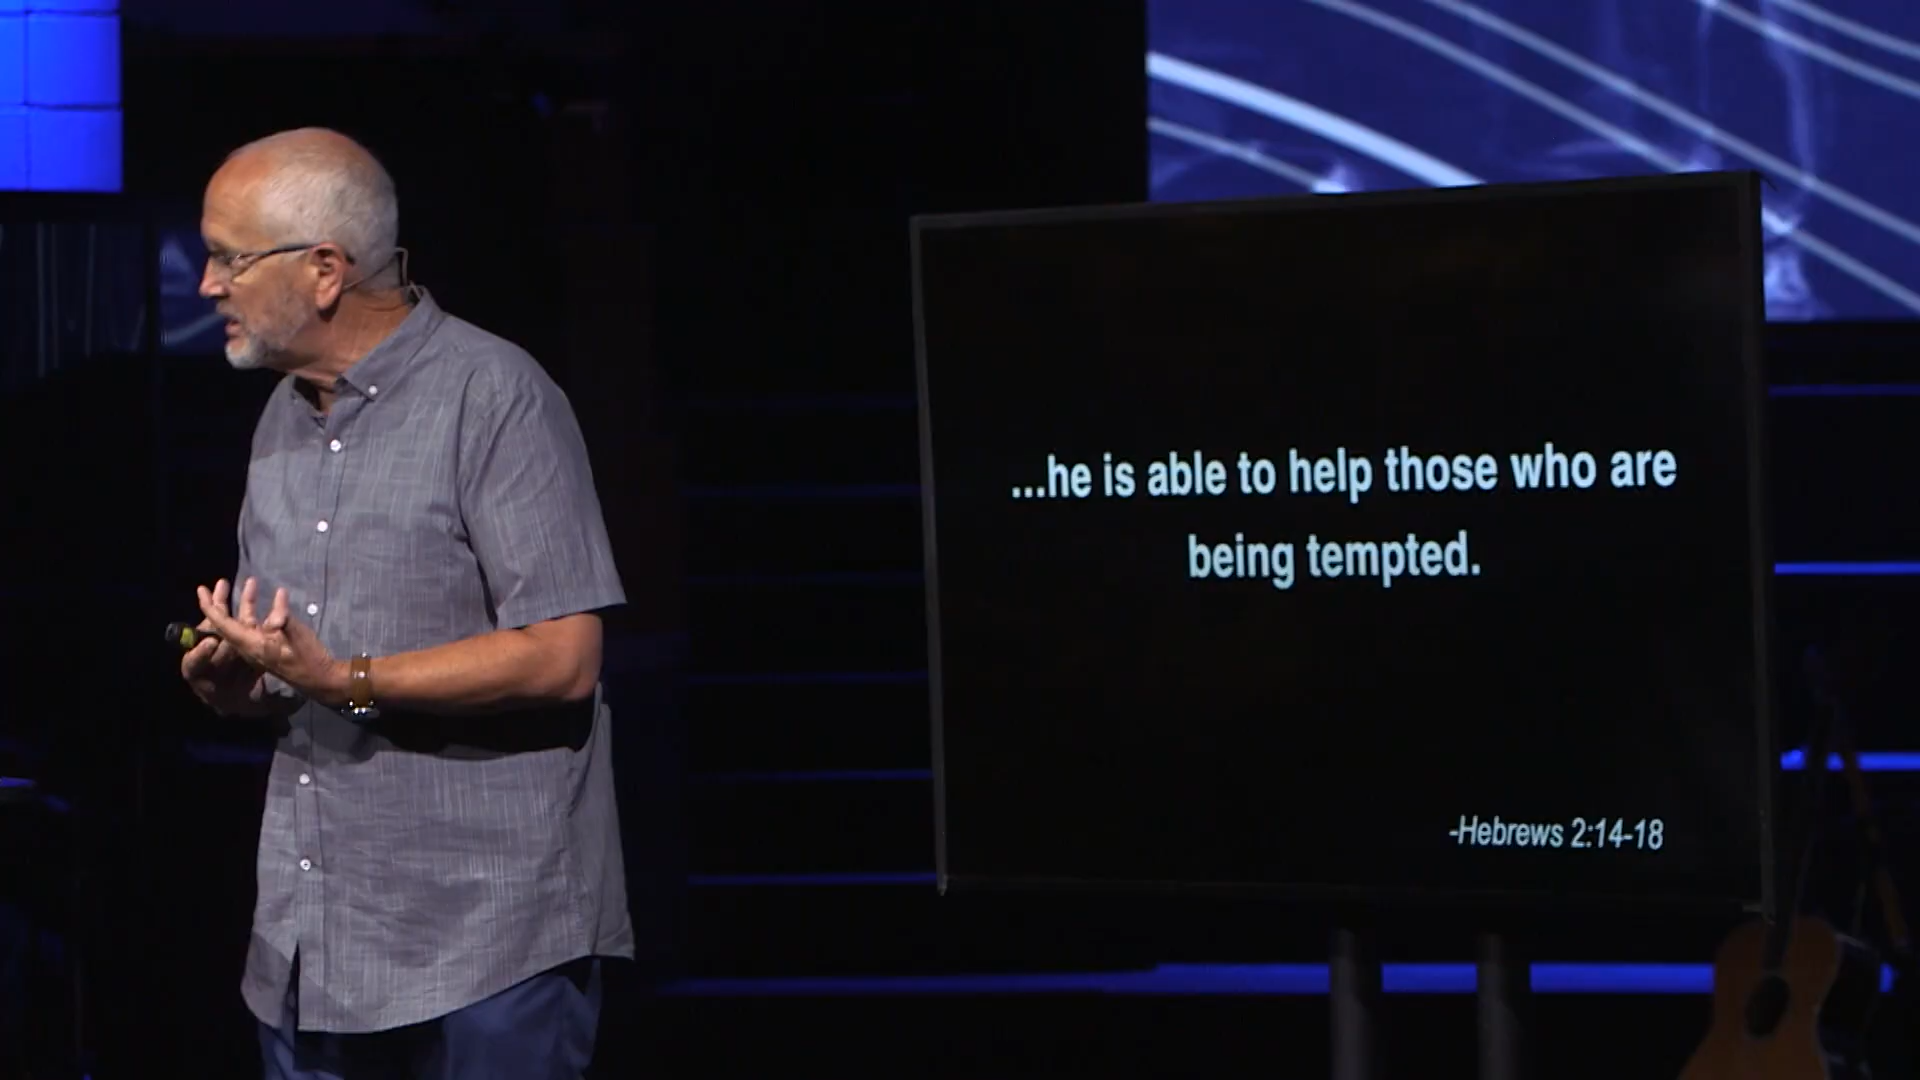 ...he is able to help those who are
being tempted.
-Hebrews 2:14-18